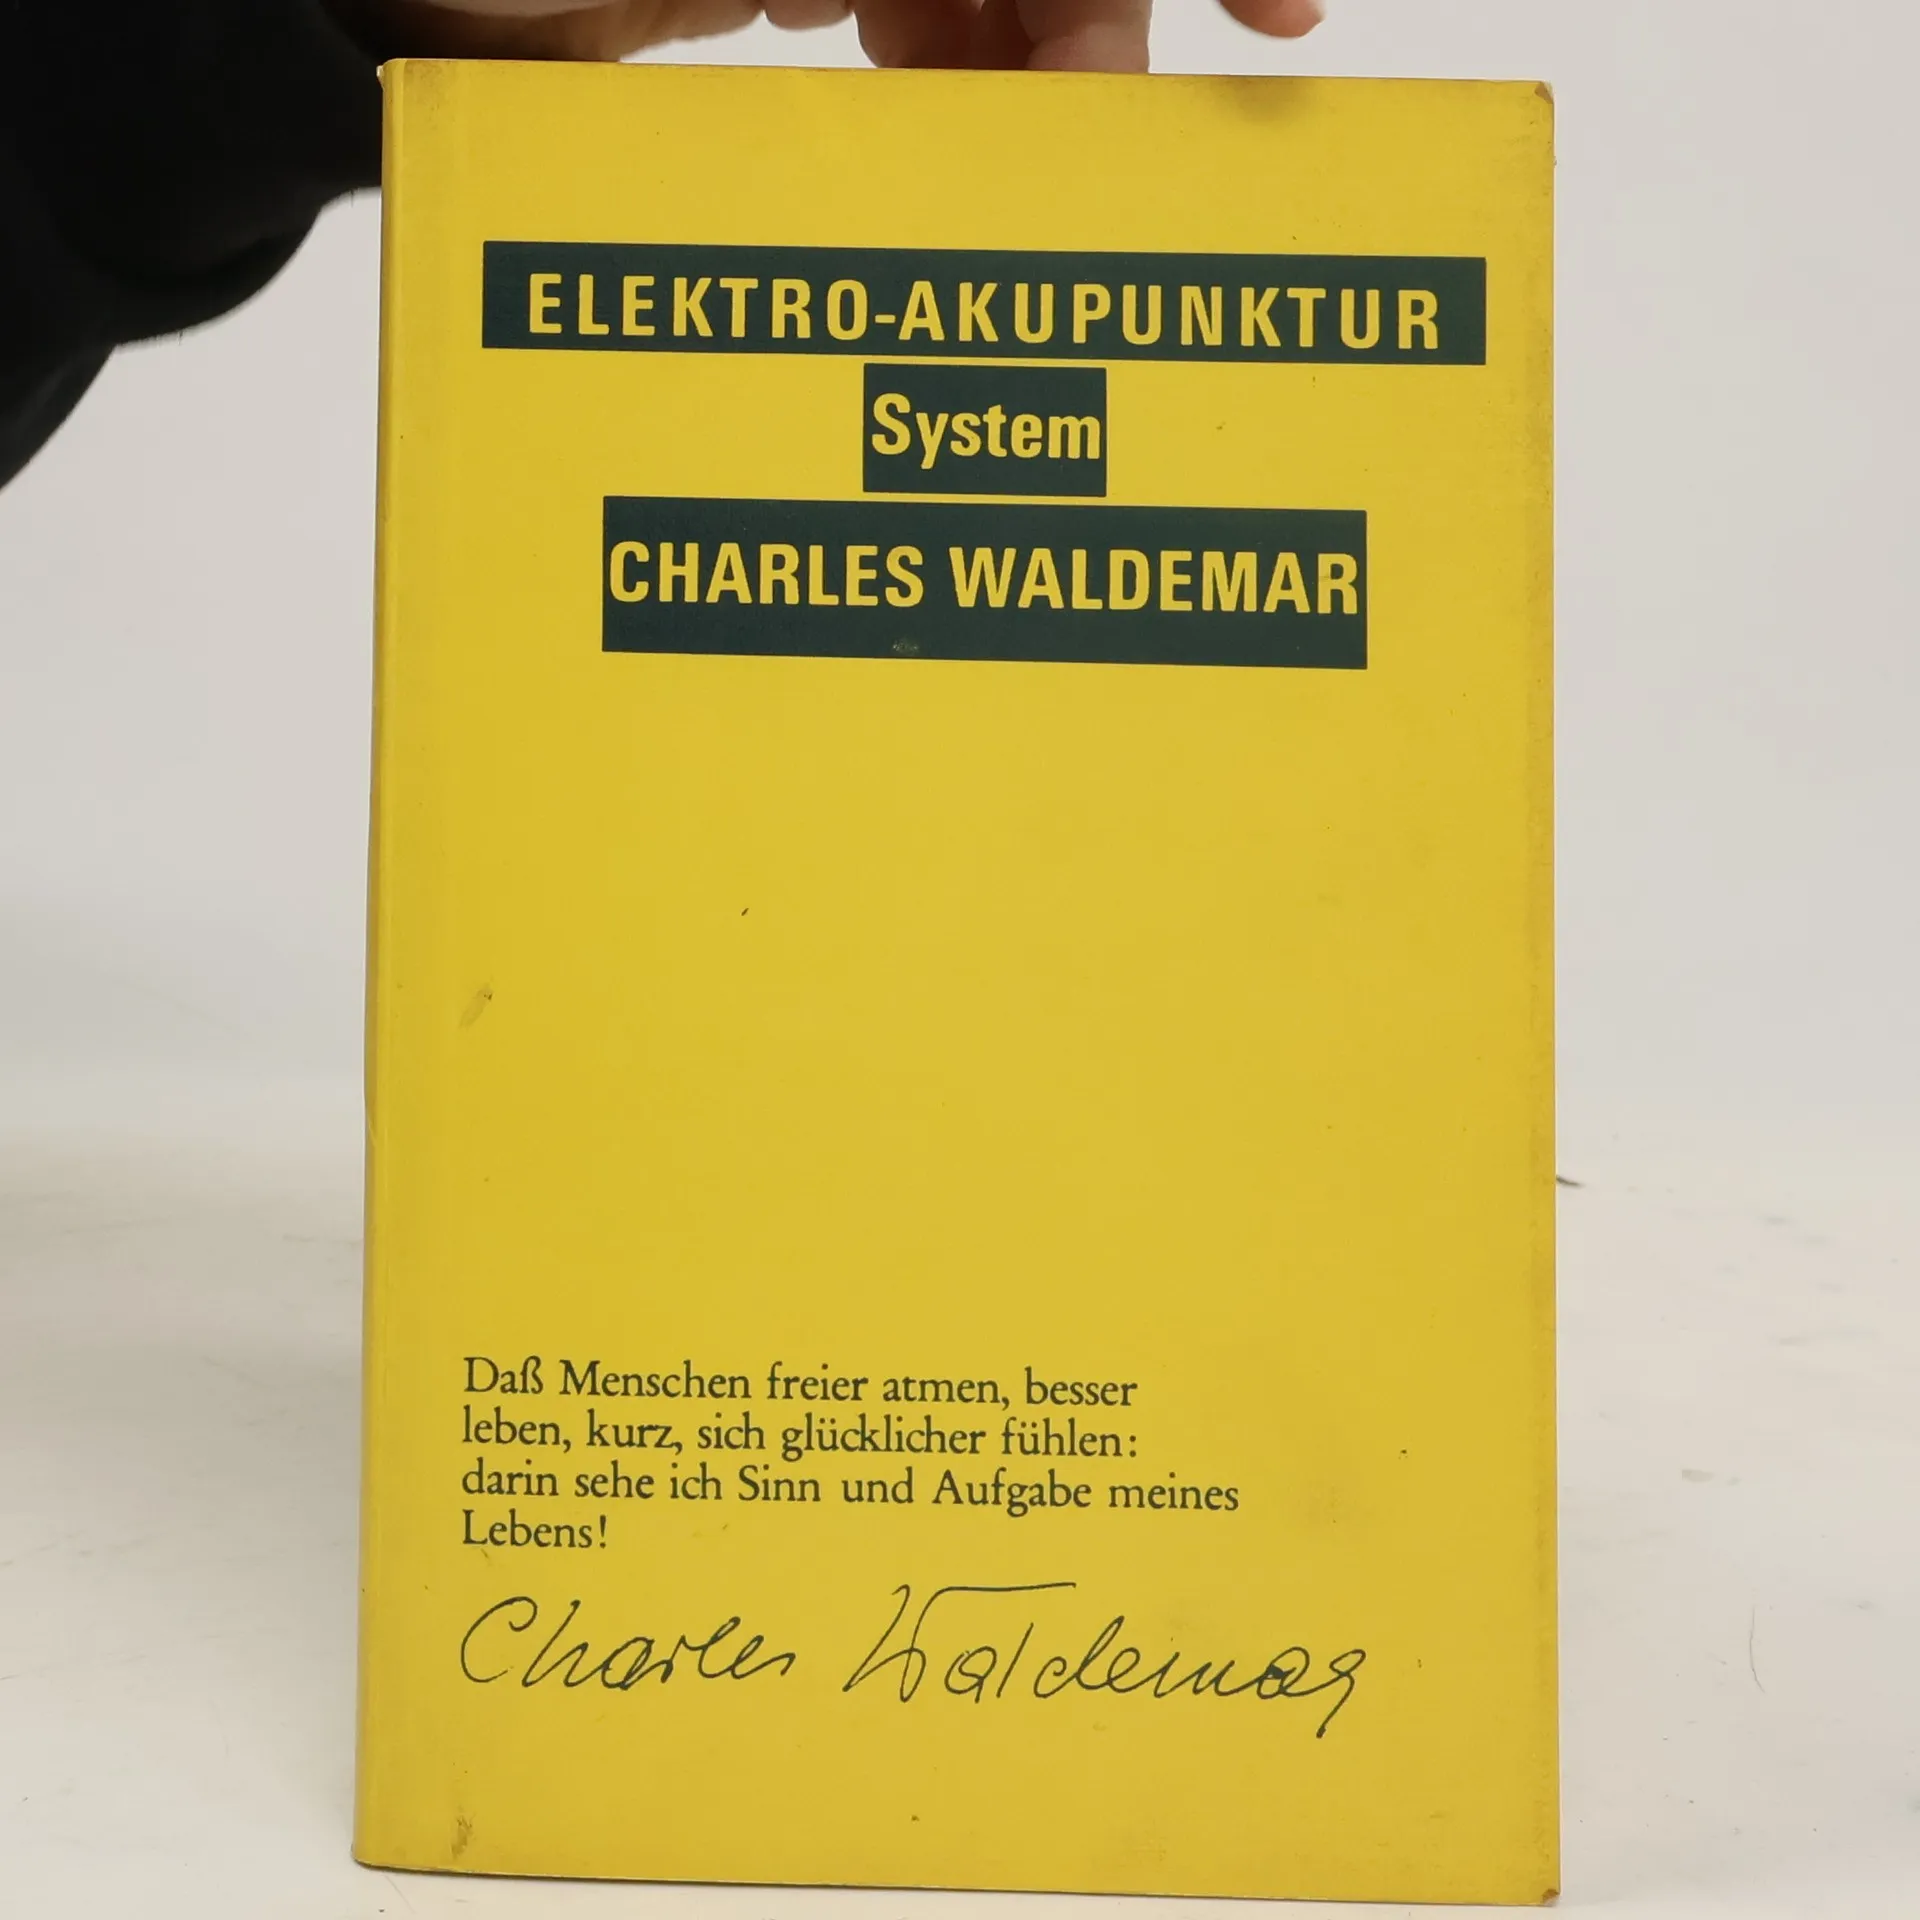 ELEKTRO-AKUPUNKTUR
System
CHARLES WALDEMAR
Daß Menschen freier atmen, besser
leben, kurz, sich glücklicher fühlen:
darin sehe ich Sinn und Aufgabe meines
Lebens!
Charles Waldemar